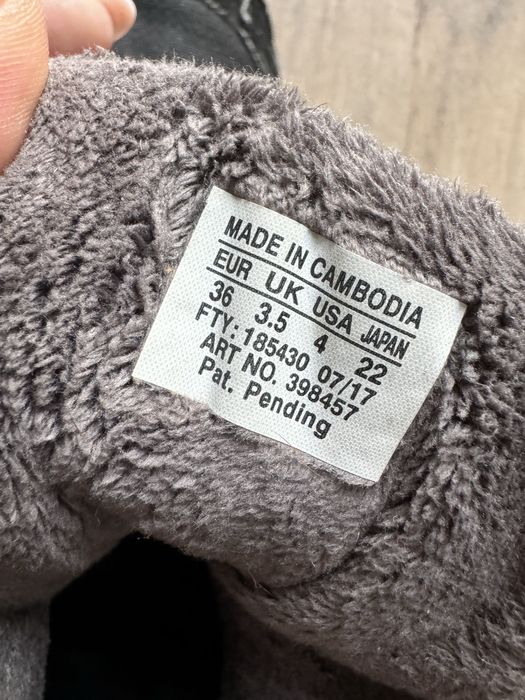 MADE IN CAMBODIA
EUR UK USA JAPAN
36 3.5 4 22
FTY: 185430 07/17
ART NO. 398457
Pat. Pending